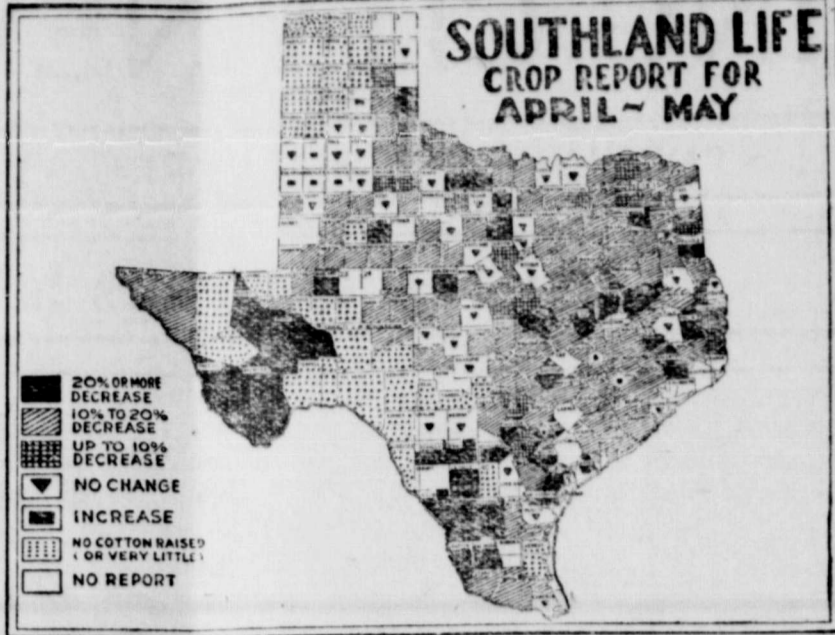 SOUTHLAND LIFE
CROP REPORT FOR
APRIL ~ MAY
20% OR MORE
DECREASE
10% TO 20%
DECREASE
UP TO 10%
DECREASE
NO CHANGE
INCREASE
NO COTTON RAISED
(OR VERY LITTLE)
NO REPORT